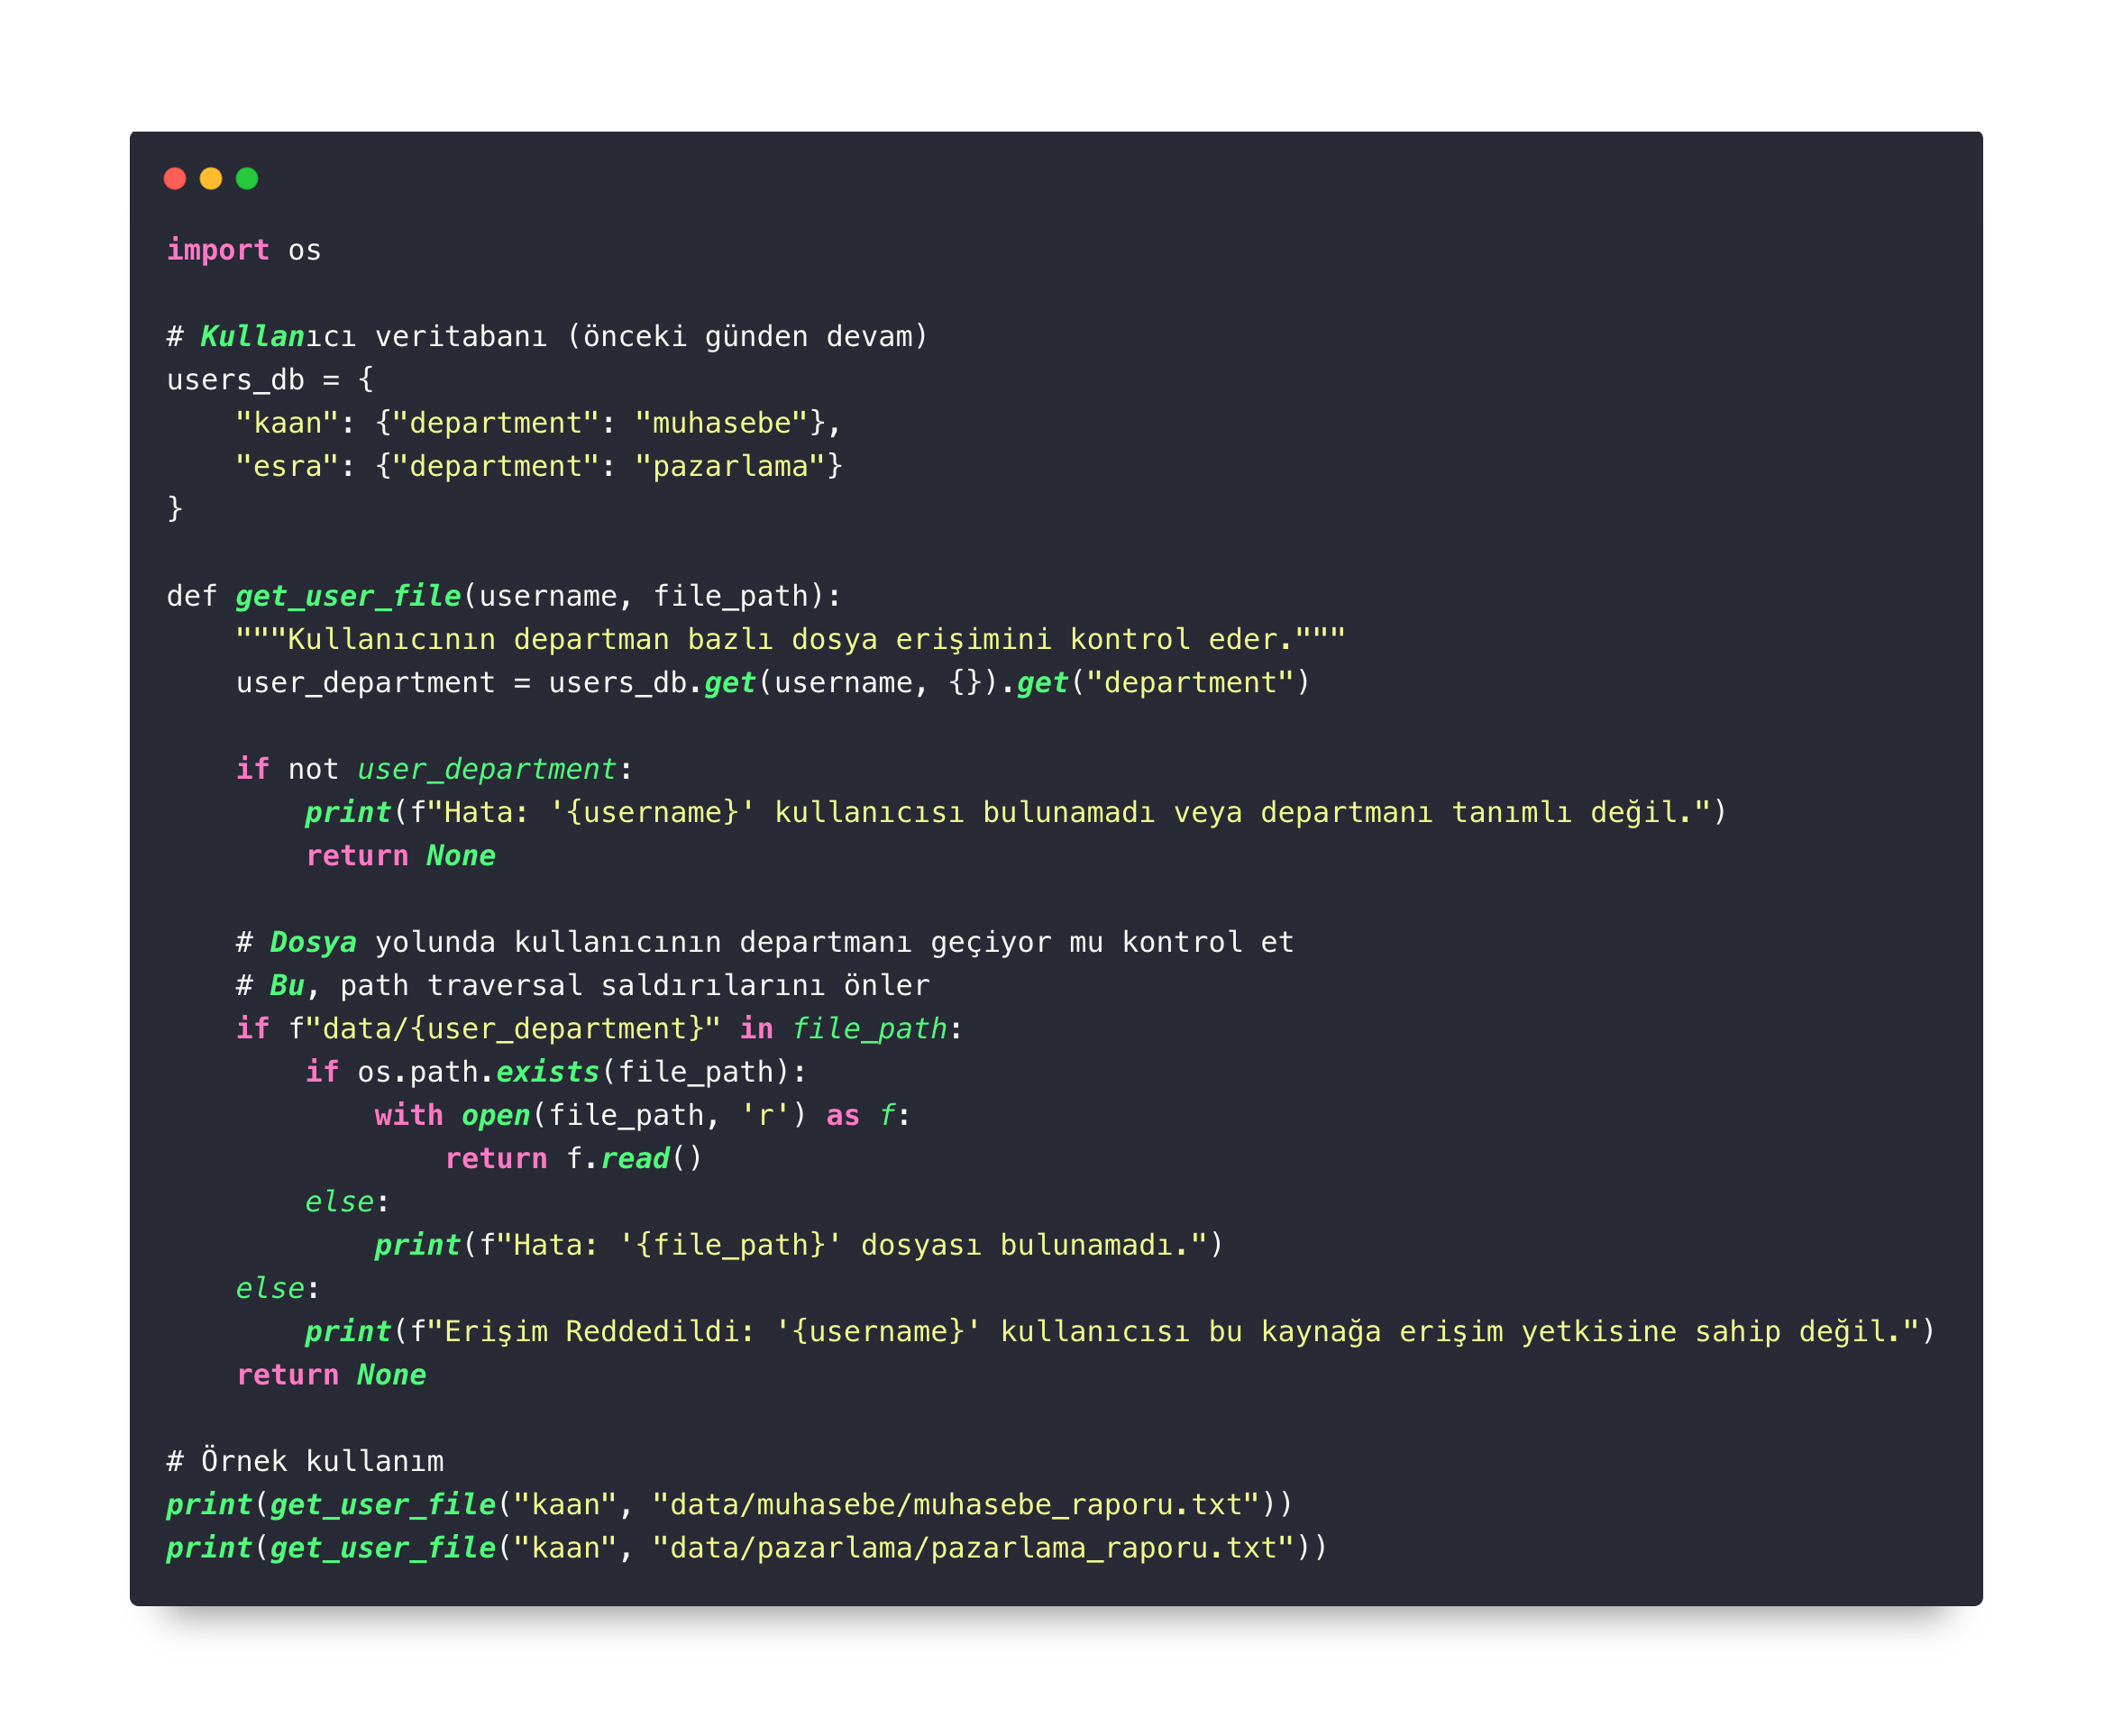 import os
# Kullanıcı veritabanı (önceki günden devam)
users_db = {
    "kaan": {"department": "muhasebe"},
    "esra": {"department": "pazarlama"}
}
def get_user_file(username, file_path):
    """Kullanıcının departman bazlı dosya erişimini kontrol eder."""
    user_department = users_db.get(username, {}).get("department")
    if not user_department:
        print(f"Hata: '{username}' kullanıcısı bulunamadı veya departmanı tanımlı değil.")
        return None
    # Dosya yolunda kullanıcının departmanı geçiyor mu kontrol et
    # Bu, path traversal saldırılarını önler
    if f"data/{user_department}" in file_path:
        if os.path.exists(file_path):
            with open(file_path, 'r') as f:
                return f.read()
        else:
            print(f"Hata: '{file_path}' dosyası bulunamadı.")
    else:
        print(f"Erişim Reddedildi: '{username}' kullanıcısı bu kaynağa erişim yetkisine sahip değil.")
    return None
# Örnek kullanım
print(get_user_file("kaan", "data/muhasebe/muhasebe_raporu.txt"))
print(get_user_file("kaan", "data/pazarlama/pazarlama_raporu.txt"))